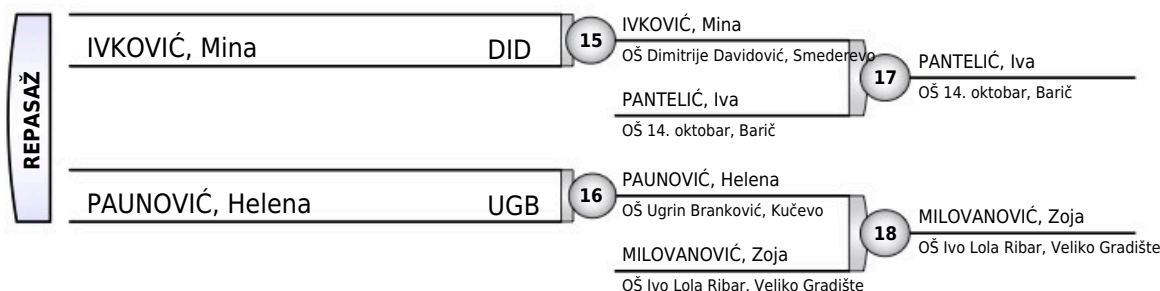 REPASAŽ
IVKOVIĆ, Mina DID
15
IVKOVIĆ, Mina
OŠ Dimitrije Davidović, Smederevo
PANTELIĆ, Iva
OŠ 14. oktobar, Barič
17
PANTELIĆ, Iva
OŠ 14. oktobar, Barič
PAUNOVIĆ, Helena UGB
16
PAUNOVIĆ, Helena
OŠ Ugrin Branković, Kučevo
MILOVANOVIĆ, Zoja
OŠ Ivo Lola Ribar, Veliko Gradište
18
MILOVANOVIĆ, Zoja
OŠ Ivo Lola Ribar, Veliko Gradište